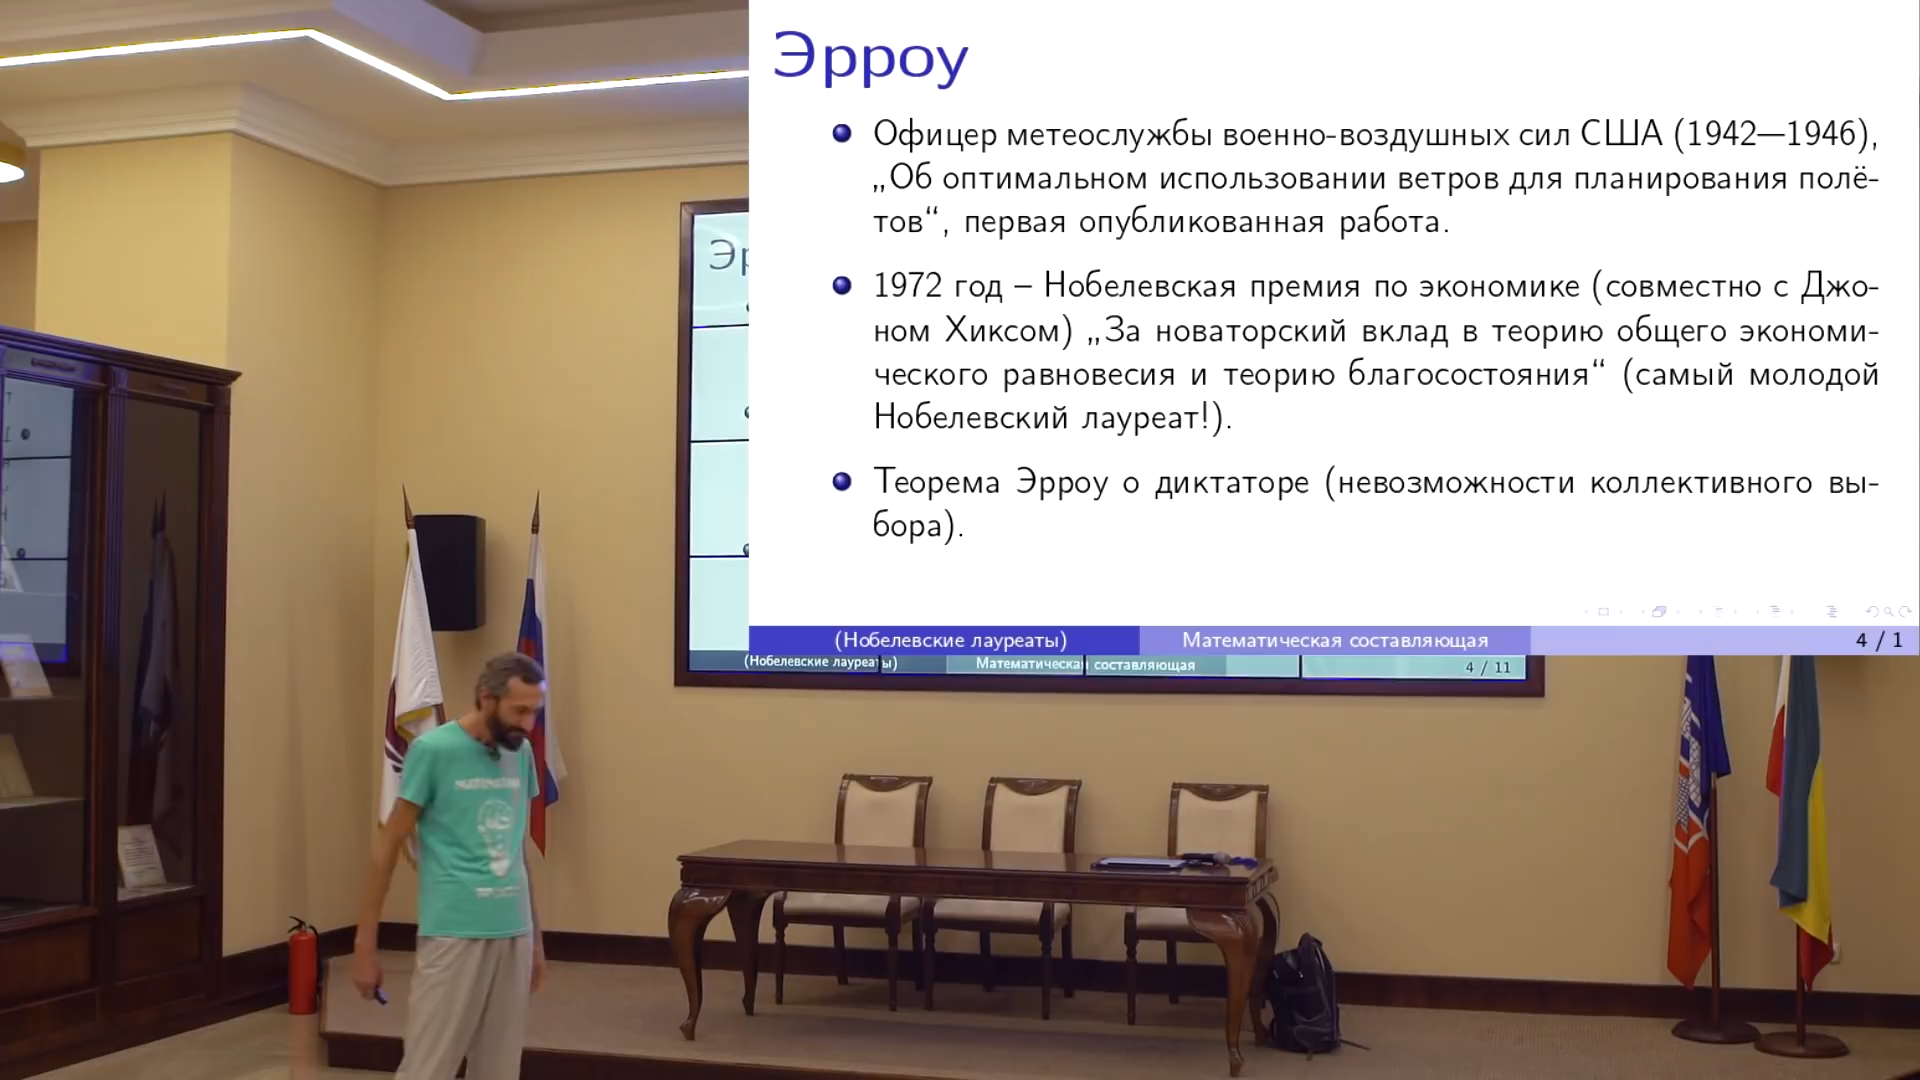 Эрроу
Офицер метеослужбы военно-воздушных сил США (1942—1946),
„Об оптимальном использовании ветров для планирования полё-
тов“, первая опубликованная работа.
1972 год – Нобелевская премия по экономике (совместно с Джо-
ном Хиксом) „За новаторский вклад в теорию общего экономи-
ческого равновесия и теорию благосостояния“ (самый молодой
Нобелевский лауреат!).
Теорема Эрроу о диктаторе (невозможности коллективного вы-
бора).
(Нобелевские лауреаты) Математическая составляющая 4 / 1
Эр
(Нобелевские лауреаты) Математическая составляющая 4 / 11